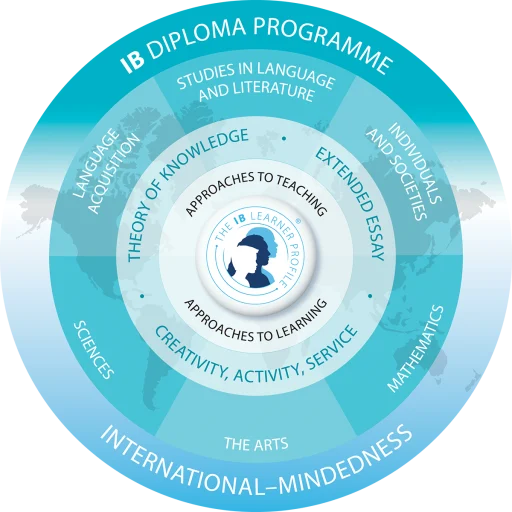 IB DIPLOMA PROGRAMME
STUDIES IN LANGUAGE
AND LITERATURE
LANGUAGE
ACQUISITION
INDIVIDUALS
AND SOCIETIES
THEORY OF KNOWLEDGE
EXTENDED ESSAY
APPROACHES TO TEACHING
THE IB LEARNER PROFILE®
APPROACHES TO LEARNING
CREATIVITY, ACTIVITY, SERVICE
SCIENCES
MATHEMATICS
THE ARTS
INTERNATIONAL–MINDEDNESS